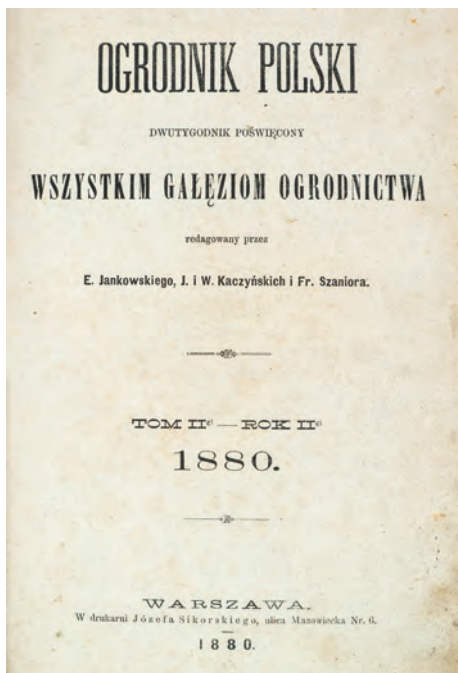 OGRODNIK POLSKI
DWUTYGODNIK POŚWIĘCONY
WSZYSTKIM GAŁĘZIOM OGRODNICTWA
redagowany przez
E. Jankowskiego, J. i W. Kaczyńskich i Fr. Szaniora.
TOM IIgi — ROK IIgi
1880.
WARSZAWA.
W drukarni Józefa Sikorskiego, ulica Mazowiecka Nr. 6.
1880.